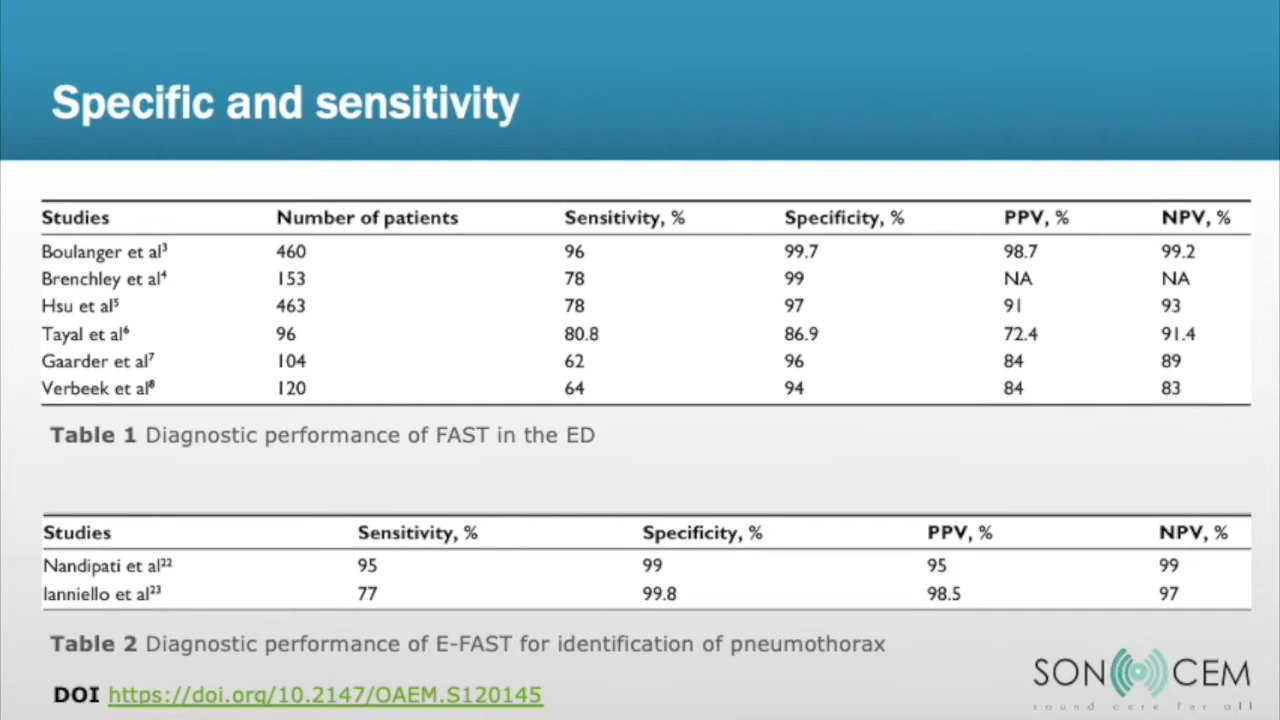 Specific and sensitivity
Studies Number of patients Sensitivity, % Specificity, % PPV, % NPV, %
Boulanger et al³ 460 96 99.7 98.7 99.2
Brenchley et al⁴ 153 78 99 NA NA
Hsu et al⁵ 463 78 97 91 93
Tayal et al⁶ 96 80.8 86.9 72.4 91.4
Gaarder et al⁷ 104 62 96 84 89
Verbeek et al⁸ 120 64 94 84 83
Table 1 Diagnostic performance of FAST in the ED
Studies Sensitivity, % Specificity, % PPV, % NPV, %
Nandipati et al²² 95 99 95 99
Ianniello et al²³ 77 99.8 98.5 97
Table 2 Diagnostic performance of E-FAST for identification of pneumothorax
SON CEM
sound care for all
DOI https://doi.org/10.2147/OAEM.S120145